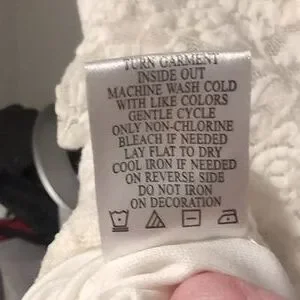 TURN GARMENT
INSIDE OUT
MACHINE WASH COLD
WITH LIKE COLORS
GENTLE CYCLE
ONLY NON-CHLORINE
BLEACH IF NEEDED
LAY FLAT TO DRY
COOL IRON IF NEEDED
ON REVERSE SIDE
DO NOT IRON
ON DECORATION